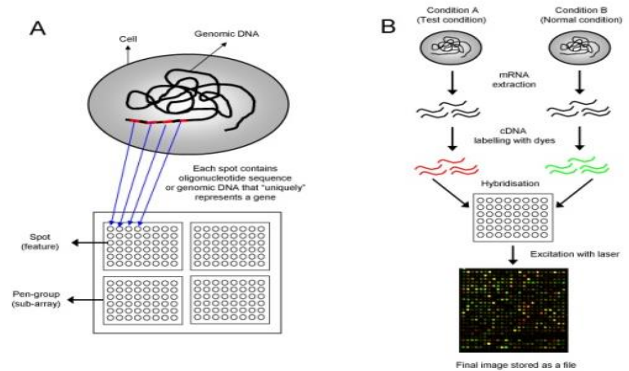 A
Cell
Genomic DNA
Each spot contains
oligonucleotide sequence
or genomic DNA that "uniquely"
represents a gene
Spot
(feature)
Pen-group
(sub-array)
B
Condition A
(Test condition)
Condition B
(Normal condition)
mRNA
extraction
cDNA
labelling with dyes
Hybridisation
Excitation with laser
Final image stored as a file